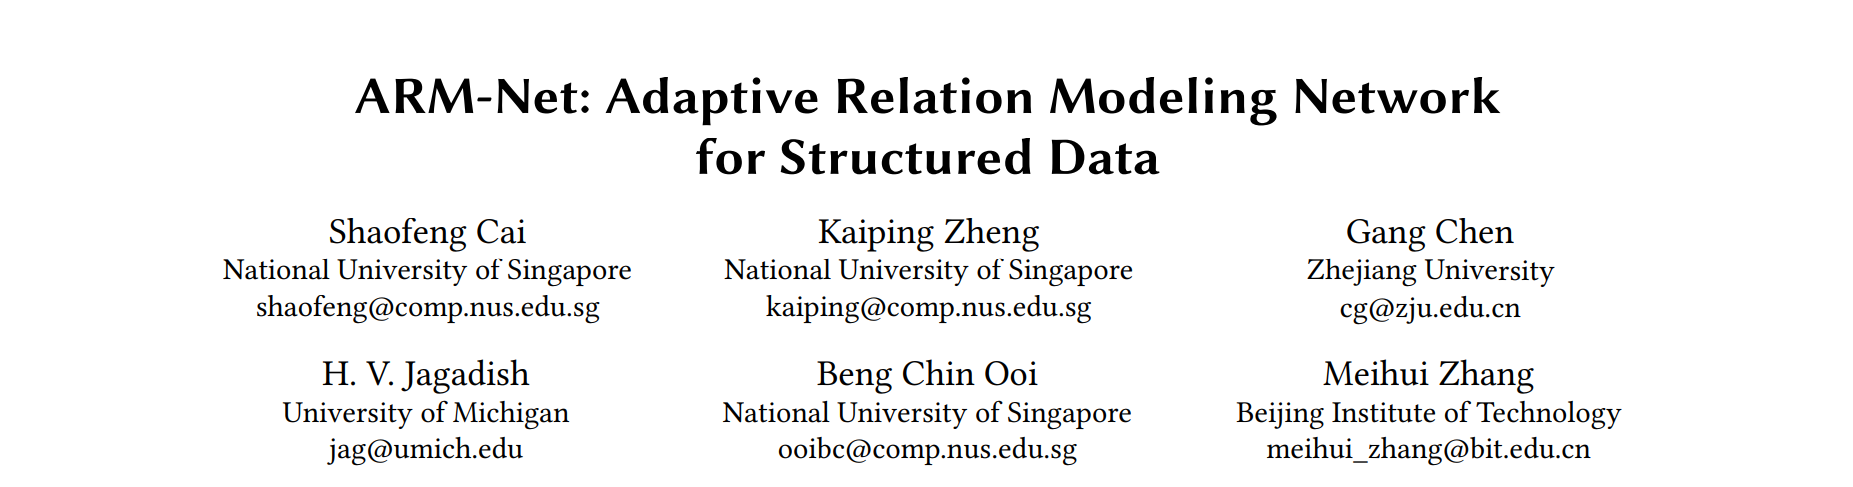 ARM-Net: Adaptive Relation Modeling Network
for Structured Data
Shaofeng Cai
National University of Singapore
shaofeng@comp.nus.edu.sg
Kaiping Zheng
National University of Singapore
kaiping@comp.nus.edu.sg
Gang Chen
Zhejiang University
cg@zju.edu.cn
H. V. Jagadish
University of Michigan
jag@umich.edu
Beng Chin Ooi
National University of Singapore
ooibc@comp.nus.edu.sg
Meihui Zhang
Beijing Institute of Technology
meihui_zhang@bit.edu.cn